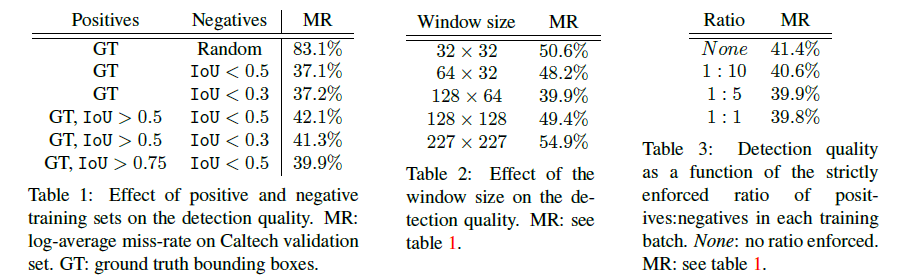 Positives Negatives MR
GT Random 83.1%
GT IoU < 0.5 37.1%
GT IoU < 0.3 37.2%
GT, IoU > 0.5 IoU < 0.5 42.1%
GT, IoU > 0.5 IoU < 0.3 41.3%
GT, IoU > 0.75 IoU < 0.5 39.9%
Table 1: Effect of positive and negative
training sets on the detection quality. MR:
log-average miss-rate on Caltech validation
set. GT: ground truth bounding boxes.
Window size MR
32 × 32 50.6%
64 × 32 48.2%
128 × 64 39.9%
128 × 128 49.4%
227 × 227 54.9%
Table 2: Effect of the
window size on the de-
tection quality. MR: see
table 1.
Ratio MR
None 41.4%
1 : 10 40.6%
1 : 5 39.9%
1 : 1 39.8%
Table 3: Detection quality
as a function of the strictly
enforced ratio of posit-
ives:negatives in each training
batch. None: no ratio enforced.
MR: see table 1.